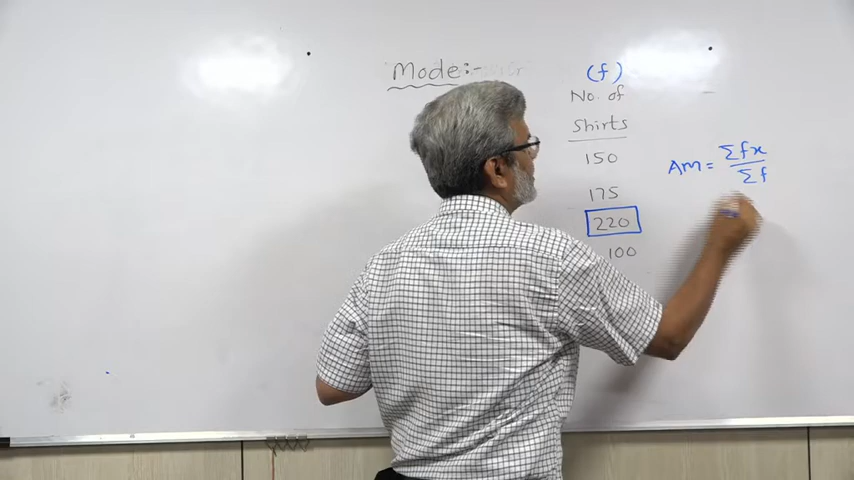 Mode:-
(f)
No. of
Shirts
150
175
220
100
AM = Σfx / Σf